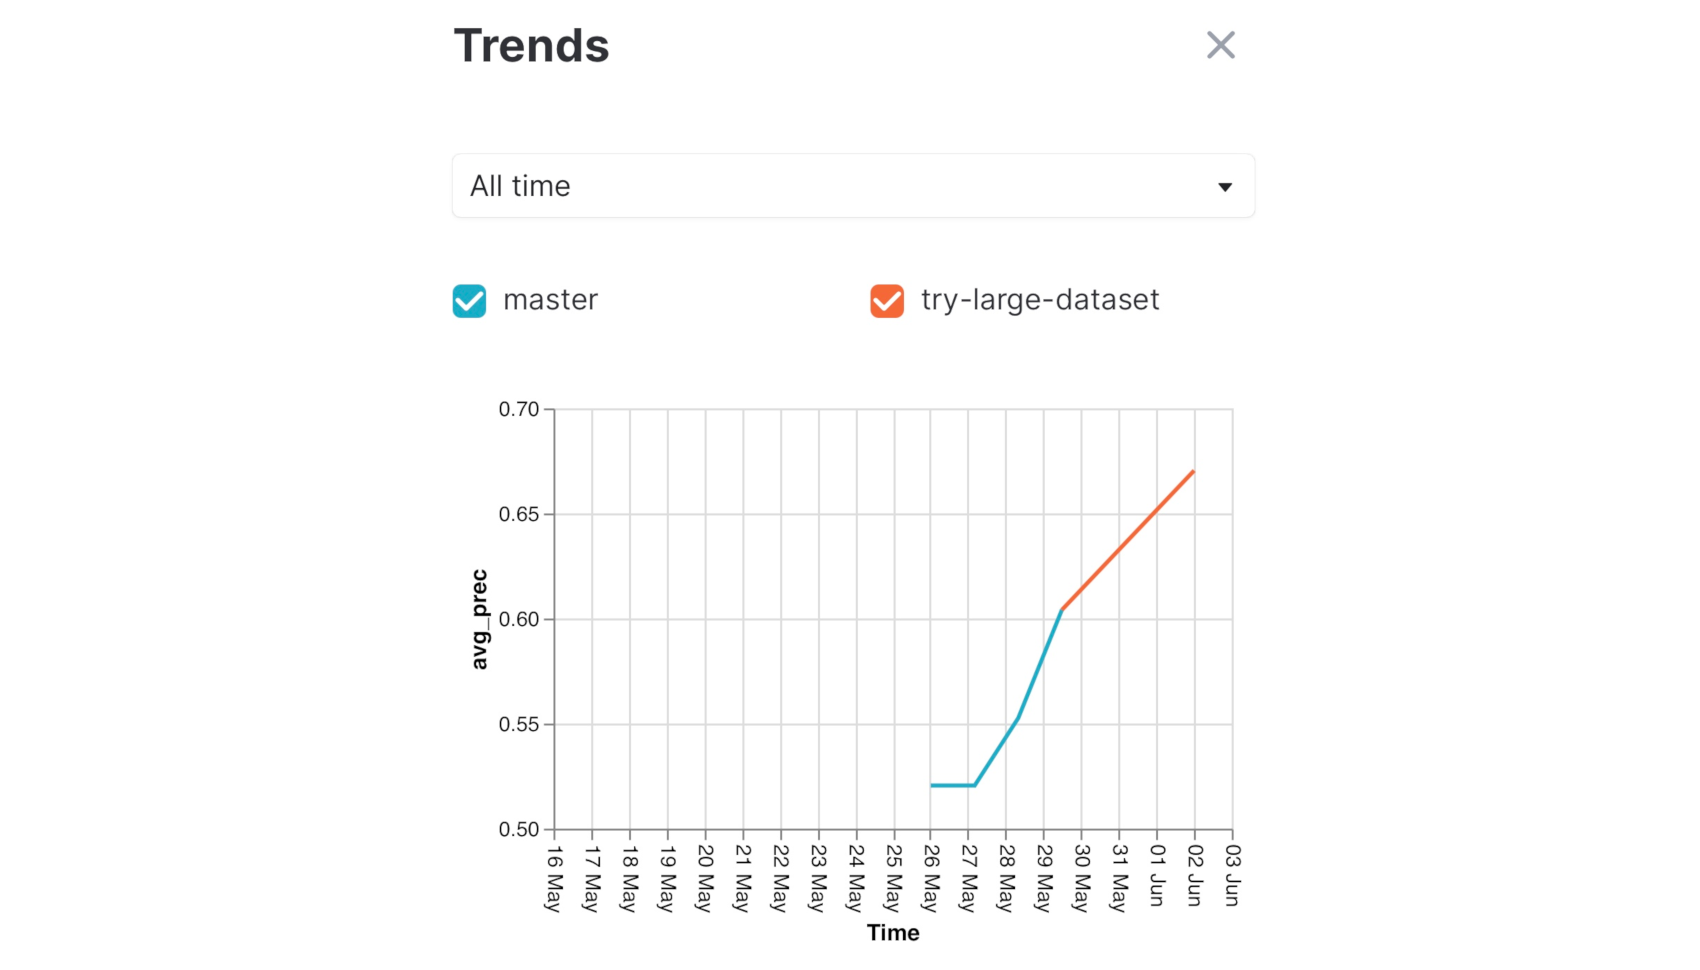 Trends
All time
master
try-large-dataset
0.70
0.65
0.60
0.55
0.50
avg_prec
16 May
17 May
18 May
19 May
20 May
21 May
22 May
23 May
24 May
25 May
26 May
27 May
28 May
29 May
30 May
31 May
01 Jun
02 Jun
03 Jun
Time